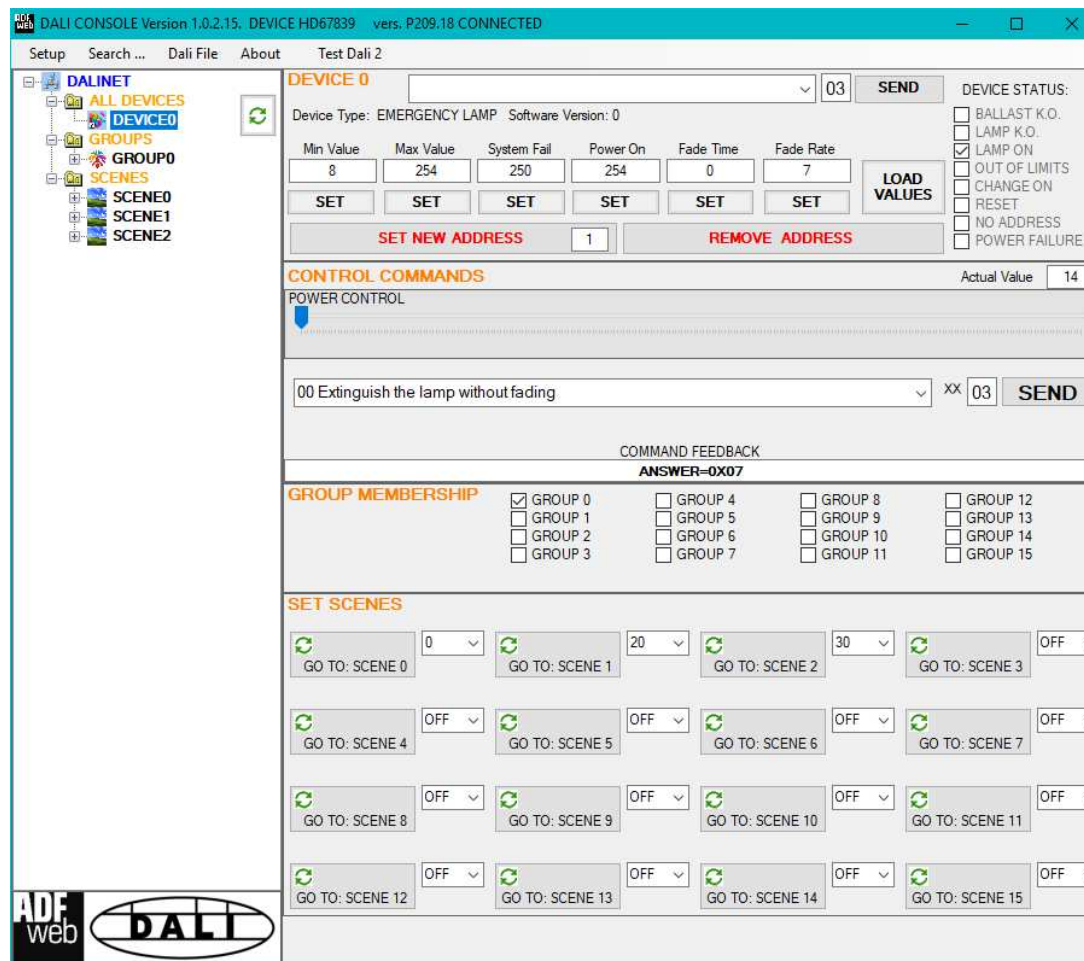 DALI CONSOLE Version 1.0.2.15. DEVICE HD67839 vers. P209.18 CONNECTED
Setup Search ... Dali File About Test Dali 2
DALINET
ALL DEVICES
DEVICE0
GROUPS
GROUP0
SCENES
SCENE0
SCENE1
SCENE2
DEVICE 0
03 SEND
Device Type: EMERGENCY LAMP Software Version: 0
Min Value Max Value System Fail Power On Fade Time Fade Rate
8 254 250 254 0 7
SET SET SET SET SET SET
LOAD VALUES
SET NEW ADDRESS 1 REMOVE ADDRESS
DEVICE STATUS:
BALLAST K.O.
LAMP K.O.
LAMP ON
OUT OF LIMITS
CHANGE ON
RESET
NO ADDRESS
POWER FAILURE
CONTROL COMMANDS
Actual Value 14
POWER CONTROL
00 Extinguish the lamp without fading
XX 03 SEND
COMMAND FEEDBACK
ANSWER=0X07
GROUP MEMBERSHIP
GROUP 0 GROUP 4 GROUP 8 GROUP 12
GROUP 1 GROUP 5 GROUP 9 GROUP 13
GROUP 2 GROUP 6 GROUP 10 GROUP 14
GROUP 3 GROUP 7 GROUP 11 GROUP 15
SET SCENES
0 20 30 OFF
GO TO: SCENE 0 GO TO: SCENE 1 GO TO: SCENE 2 GO TO: SCENE 3
OFF OFF OFF OFF
GO TO: SCENE 4 GO TO: SCENE 5 GO TO: SCENE 6 GO TO: SCENE 7
OFF OFF OFF OFF
GO TO: SCENE 8 GO TO: SCENE 9 GO TO: SCENE 10 GO TO: SCENE 11
OFF OFF OFF OFF
GO TO: SCENE 12 GO TO: SCENE 13 GO TO: SCENE 14 GO TO: SCENE 15
ADF
web
DALI